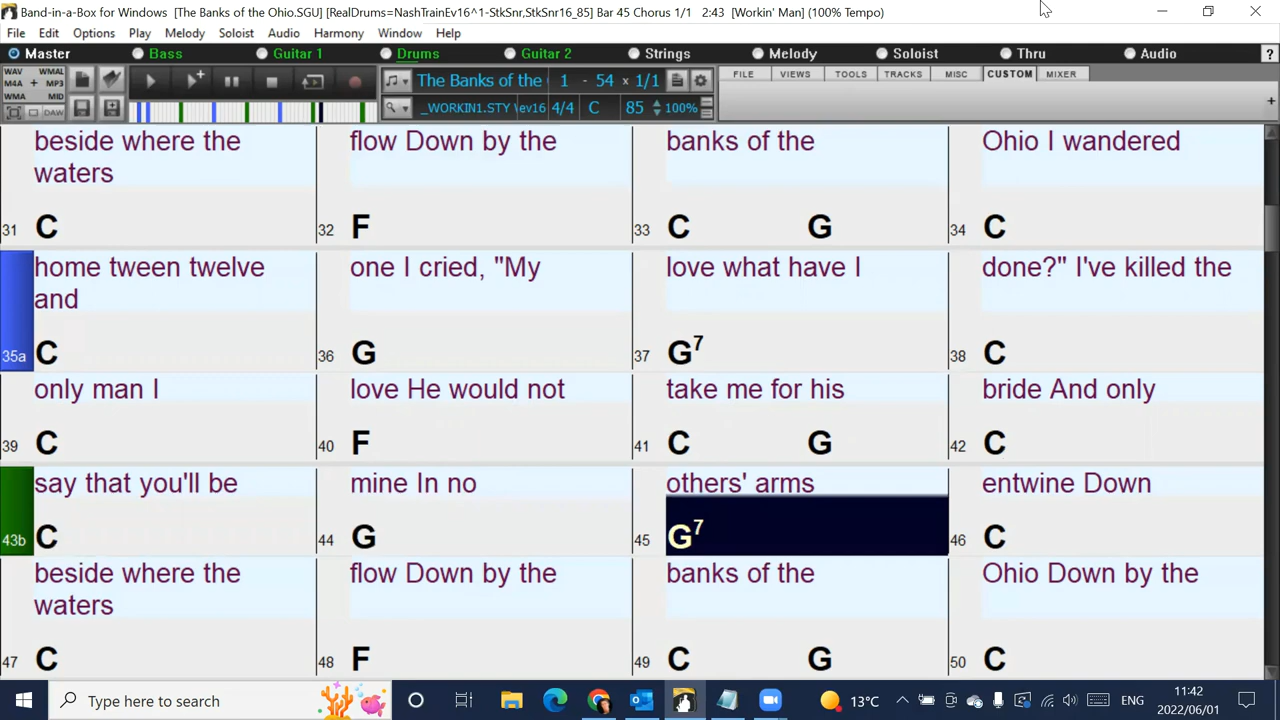 Band-in-a-Box for Windows [The Banks of the Ohio.SGU] [RealDrums=NashTrainEv16^1-StkSnr,StkSnr16_85] Bar 45 Chorus 1/1 2:43 [Workin' Man] (100% Tempo)
File Edit Options Play Melody Soloist Audio Harmony Window Help
Master Bass Guitar 1 Drums Guitar 2 Strings Melody Soloist Thru Audio ?
WAV WMAL
M4A + MP3
WMA MID
DAW
The Banks of the 1 - 54 x 1/1
_WORKIN1.STY \ev16 4/4 C 85 100%
FILE VIEWS TOOLS TRACKS MISC CUSTOM MIXER
+
beside where the flow Down by the banks of the Ohio I wandered
waters
31 C 32 F 33 C G 34 C
home tween twelve one I cried, "My love what have I done?" I've killed the
and
35a C 36 G 37 G7 38 C
only man I love He would not take me for his bride And only
39 C 40 F 41 C G 42 C
say that you'll be mine In no others' arms entwine Down
43b C 44 G 45 G7 46 C
beside where the flow Down by the banks of the Ohio Down by the
waters
47 C 48 F 49 C G 50 C
Type here to search 13°C ENG
11:42
2022/06/01